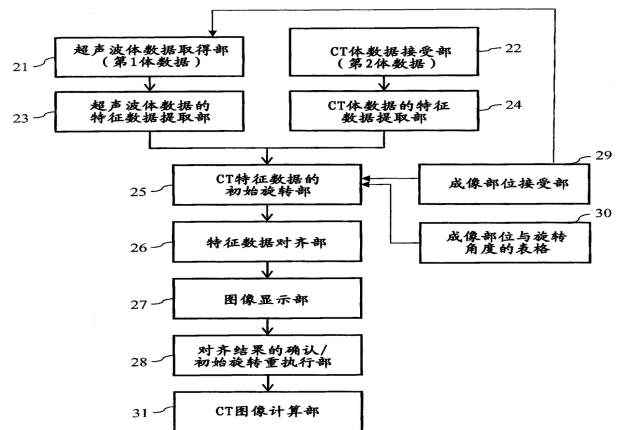 超声波体数据取得部
（第1体数据）
21
CT体数据接受部
（第2体数据）
22
超声波体数据的
特征数据提取部
23
CT体数据的特征
数据提取部
24
CT特征数据的
初始旋转部
25
成像部位接受部
29
特征数据对齐部
26
成像部位与旋转
角度的表格
30
图像显示部
27
对齐结果的确认/
初始旋转重执行部
28
CT图像计算部
31